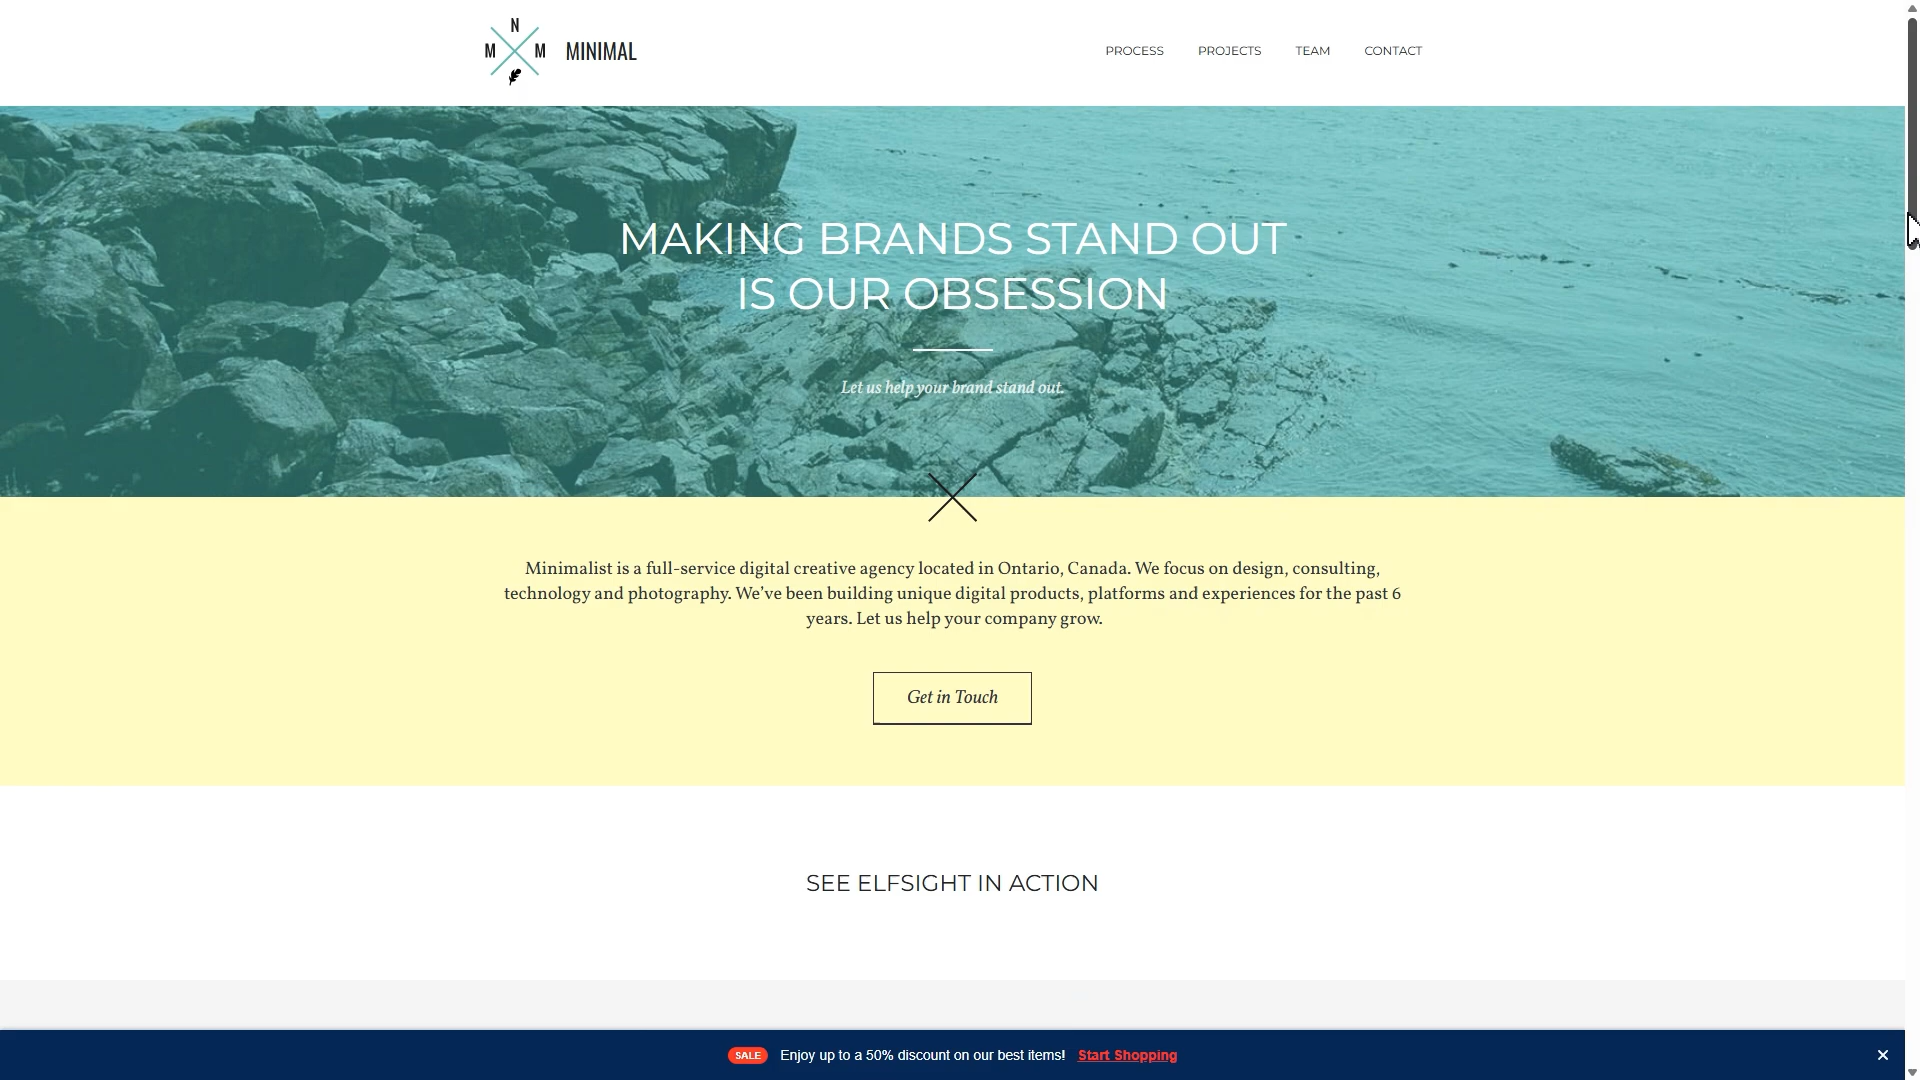 N
M M MINIMAL
PROCESS PROJECTS TEAM CONTACT
MAKING BRANDS STAND OUT
IS OUR OBSESSION
Let us help your brand stand out.
Minimalist is a full-service digital creative agency located in Ontario, Canada. We focus on design, consulting,
technology and photography. We’ve been building unique digital products, platforms and experiences for the past 6
years. Let us help your company grow.
Get in Touch
SEE ELFSIGHT IN ACTION
SALE Enjoy up to a 50% discount on our best items! Start Shopping